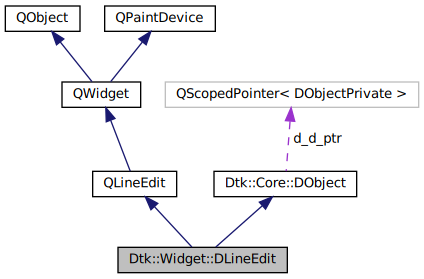 QObject
QPaintDevice
QWidget
QScopedPointer< DObjectPrivate >
d_d_ptr
QLineEdit
Dtk::Core::DObject
Dtk::Widget::DLineEdit